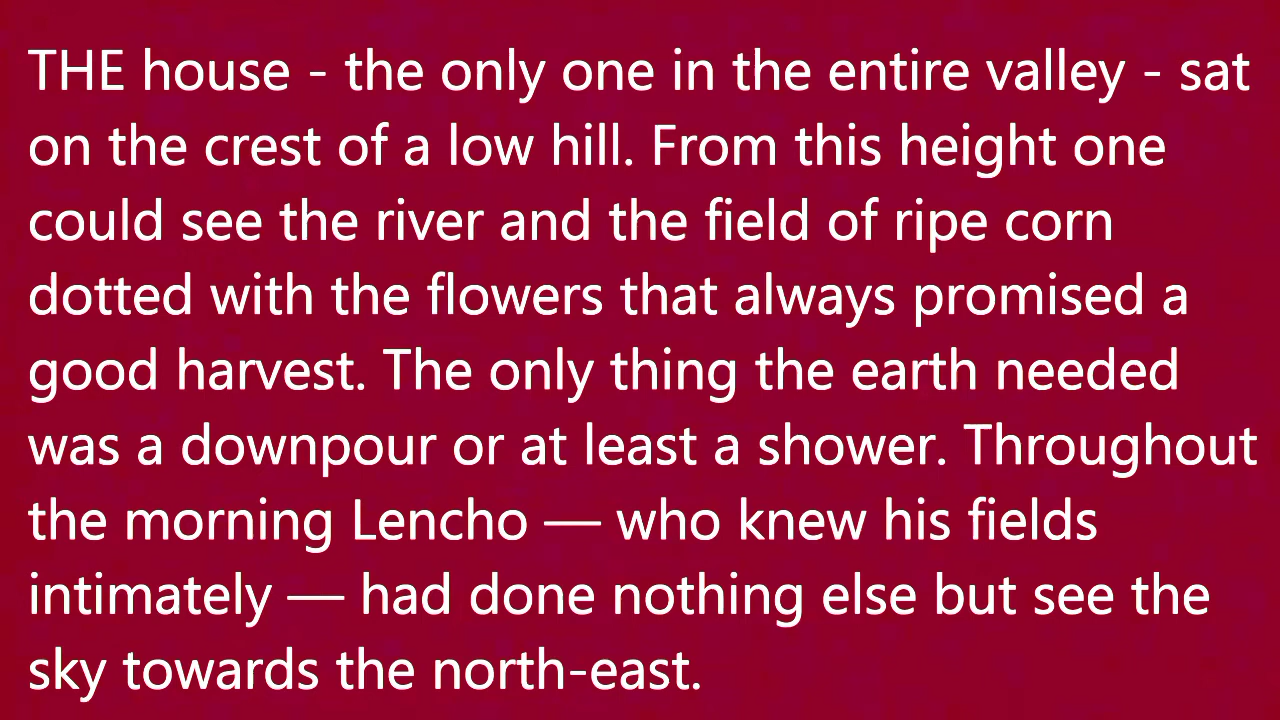 THE house - the only one in the entire valley - sat
on the crest of a low hill. From this height one
could see the river and the field of ripe corn
dotted with the flowers that always promised a
good harvest. The only thing the earth needed
was a downpour or at least a shower. Throughout
the morning Lencho — who knew his fields
intimately — had done nothing else but see the
sky towards the north-east.